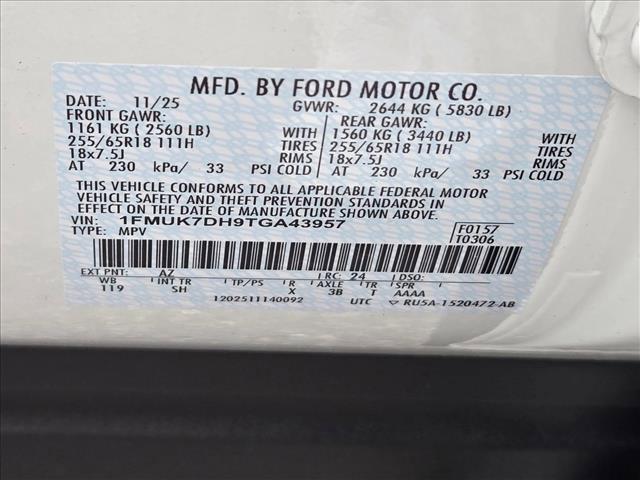 MFD. BY FORD MOTOR CO.
DATE: 11/25 GVWR: 2644 KG ( 5830 LB)
FRONT GAWR: REAR GAWR:
1161 KG ( 2560 LB) WITH 1560 KG ( 3440 LB) WITH
255/65R18 111H TIRES 255/65R18 111H TIRES
18x7.5J RIMS 18x7.5J RIMS
AT 230 kPa/ 33 PSI COLD AT 230 kPa/ 33 PSI COLD
THIS VEHICLE CONFORMS TO ALL APPLICABLE FEDERAL MOTOR
VEHICLE SAFETY AND THEFT PREVENTION STANDARDS IN EFFECT
ON THE DATE OF MANUFACTURE SHOWN ABOVE.
VIN: 1FMUK7DH9TGA43957 F0157
TYPE: MPV T0306
EXT PNT: AZ RC: 24 DSO:
WB INT TR TP/PS R AXLE TR SPR
119 SH X 3B T AAAA
1202511140092 UTC ▽ RU5A-1520472-AB